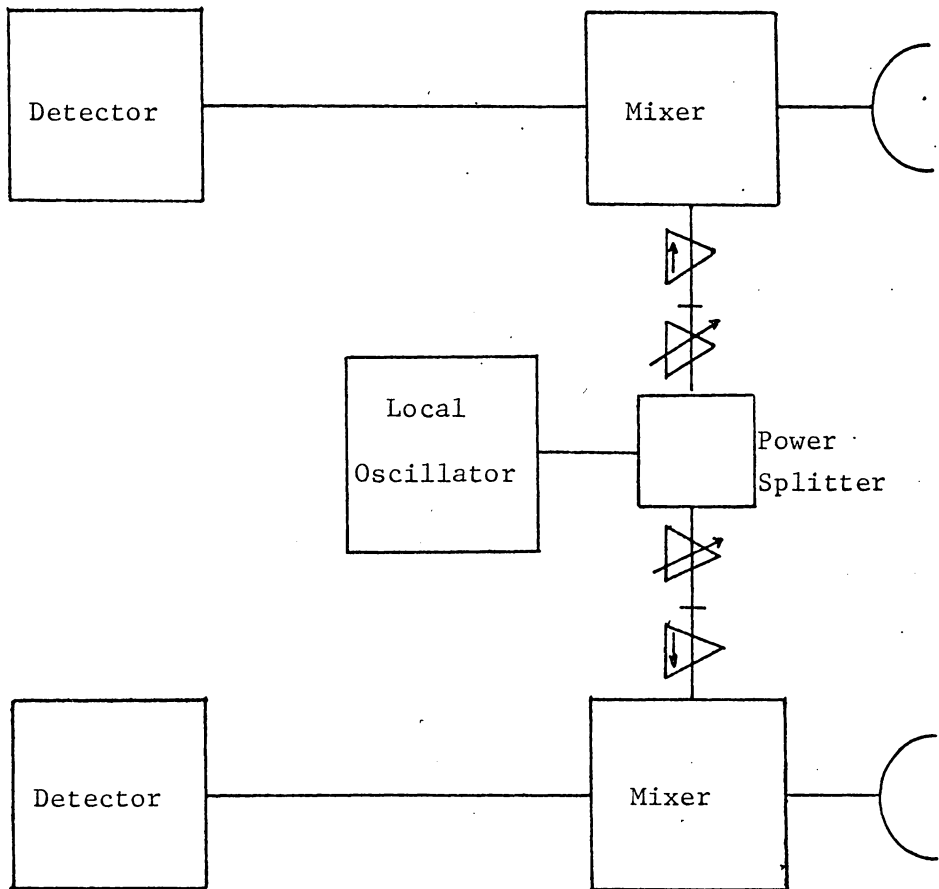 Detector
Mixer
Local
Oscillator
Power
Splitter
Detector
Mixer